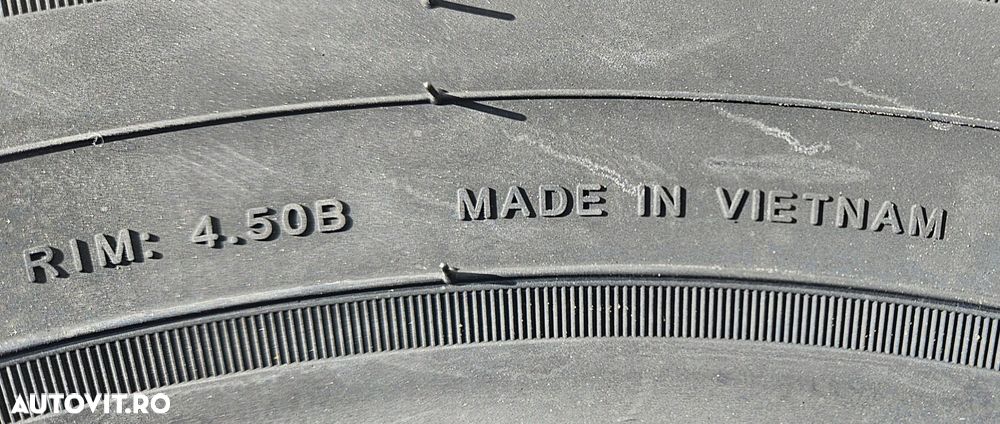 RIM: 4.50B MADE IN VIETNAM
AUTOVIT.RO